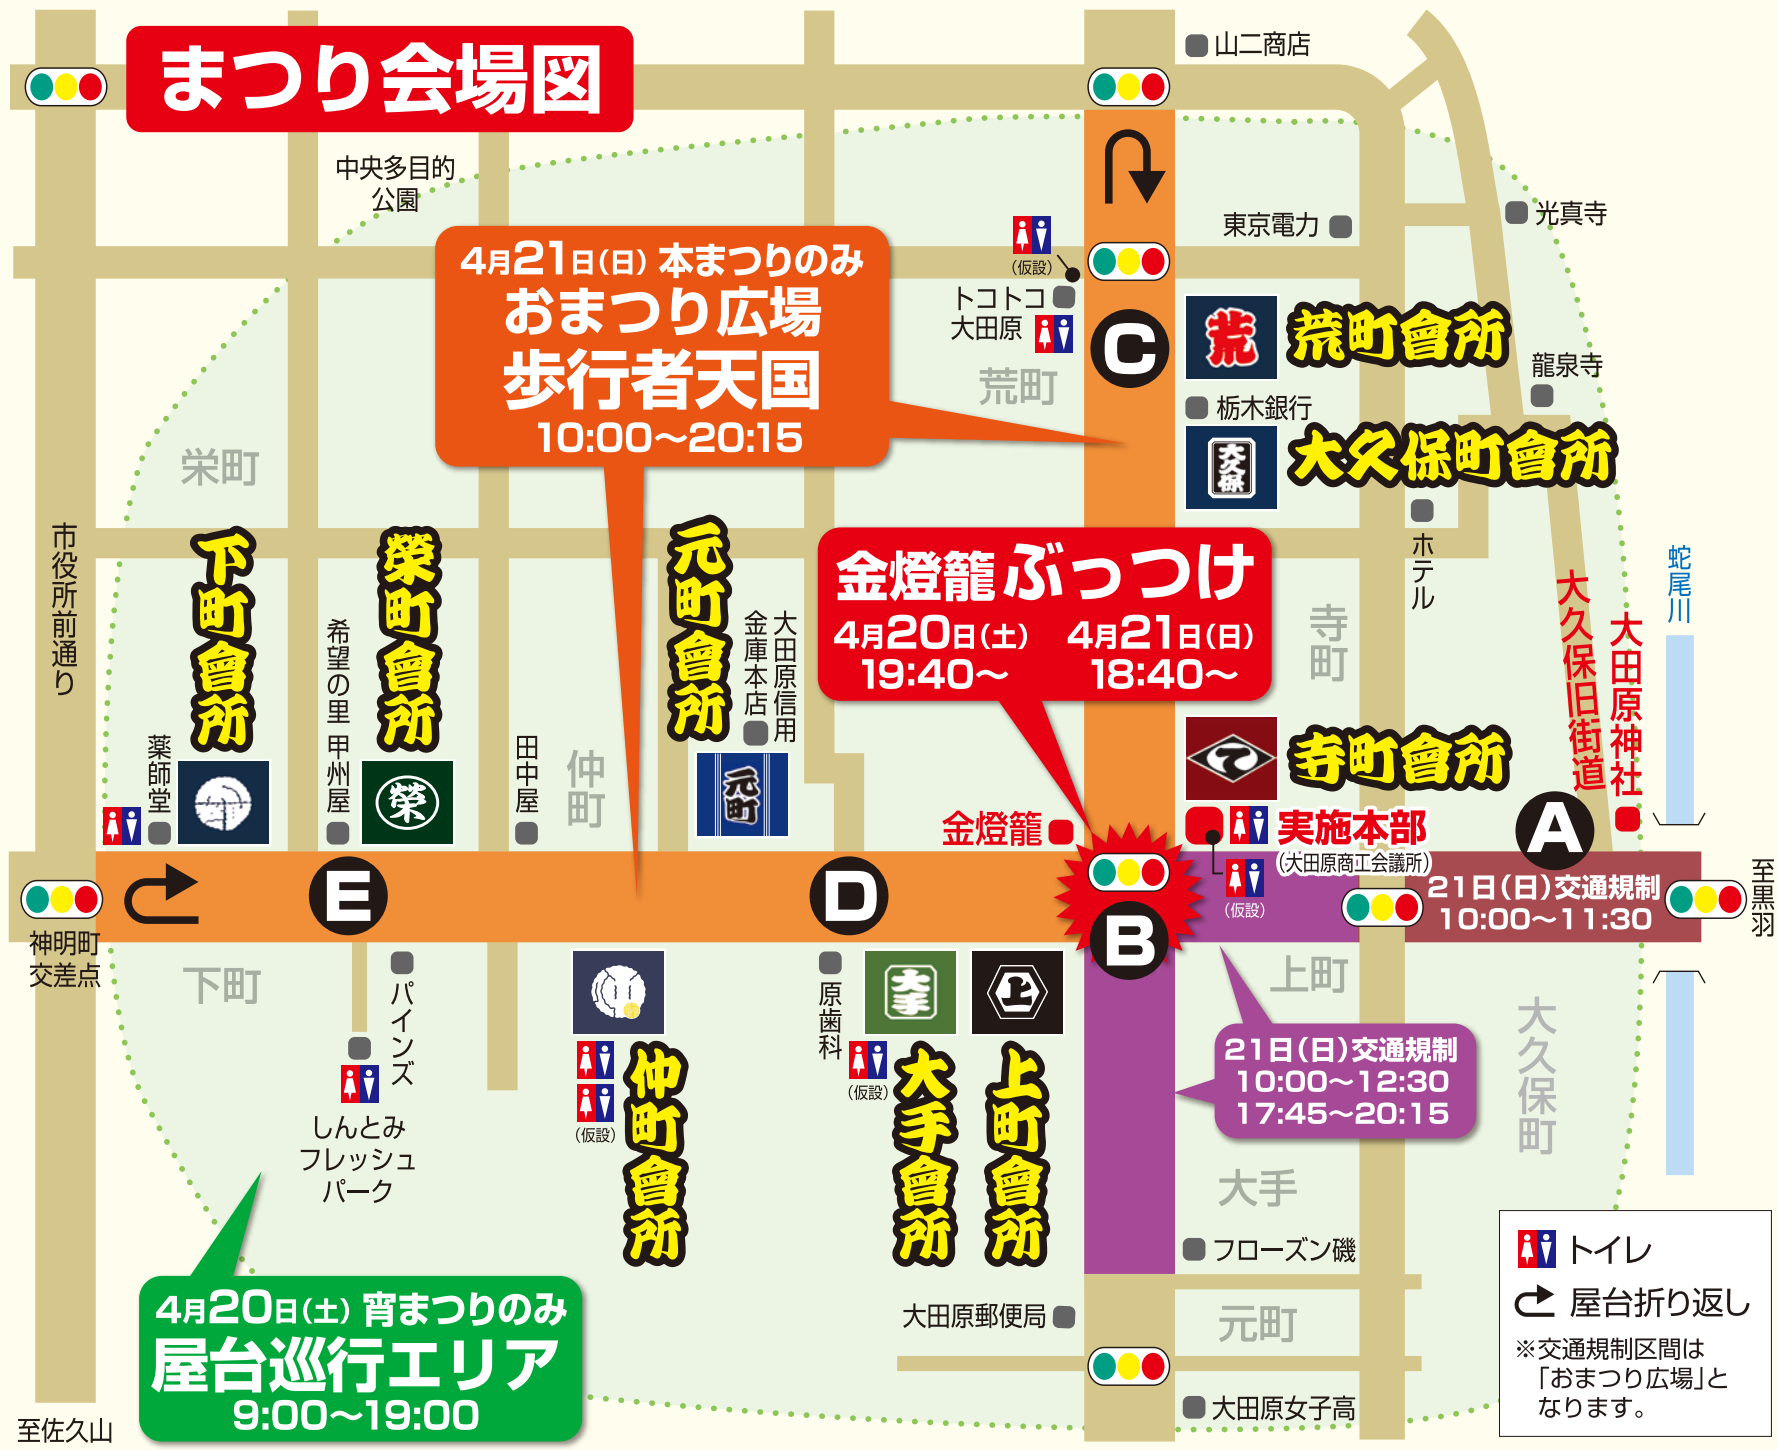 まつり会場図
山二商店
中央多目的
公園
東京電力
光真寺
(仮設)
トコトコ
大田原
荒町
C
荒
荒町會所
龍泉寺
栃木銀行
大久保
大久保町會所
ホテル
4月21日(日)本まつりのみ
おまつり広場
歩行者天国
10:00〜20:15
栄町
市役所前通り
下町會所
榮町會所
元町會所
希望の里 甲州屋
薬師堂
榮
田中屋
仲町
大田原信用
金庫本店
元町
金燈籠ぶっつけ
4月20日(土) 4月21日(日)
19:40〜 18:40〜
寺町
大久保旧街道
大田原神社
蛇尾川
て
寺町會所
金燈籠
実施本部
(大田原商工会議所)
(仮設)
A
B
D
E
21日(日)交通規制
10:00〜11:30
至黒羽
神明町
交差点
下町
パインズ
しんとみ
フレッシュ
パーク
(仮設)
仲町會所
原歯科
大手
(仮設)
大手會所
上
上町會所
上町
21日(日)交通規制
10:00〜12:30
17:45〜20:15
大久保町
大手
フローズン磯
大田原郵便局
元町
大田原女子高
4月20日(土)宵まつりのみ
屋台巡行エリア
9:00〜19:00
至佐久山
トイレ
屋台折り返し
※交通規制区間は
「おまつり広場」と
なります。